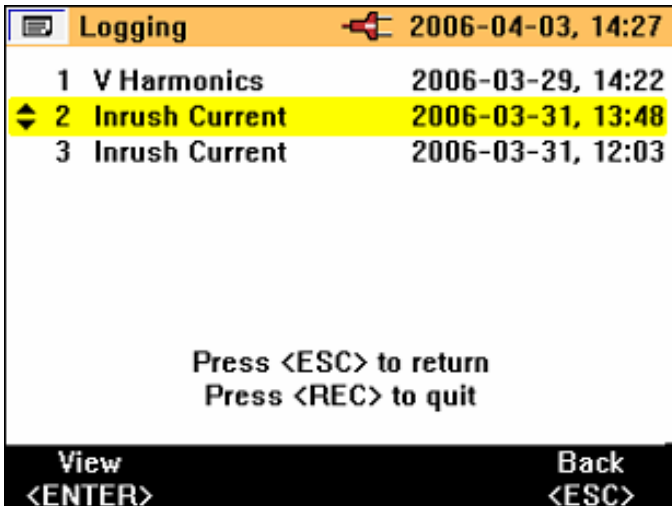 Logging 2006-04-03, 14:27
1 V Harmonics 2006-03-29, 14:22
2 Inrush Current 2006-03-31, 13:48
3 Inrush Current 2006-03-31, 12:03
Press <ESC> to return
Press <REC> to quit
View Back
<ENTER> <ESC>